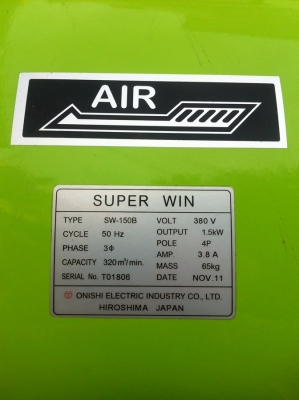 AIR
SUPER WIN
TYPE SW-150B VOLT 380 V
CYCLE 50 Hz OUTPUT 1.5kW
PHASE 3Φ POLE 4P
CAPACITY 320m³/min. AMP. 3.8 A
SERIAL No. T01806 MASS 65kg
DATE NOV.11
ONISHI ELECTRIC INDUSTRY CO., LTD.
HIROSHIMA JAPAN